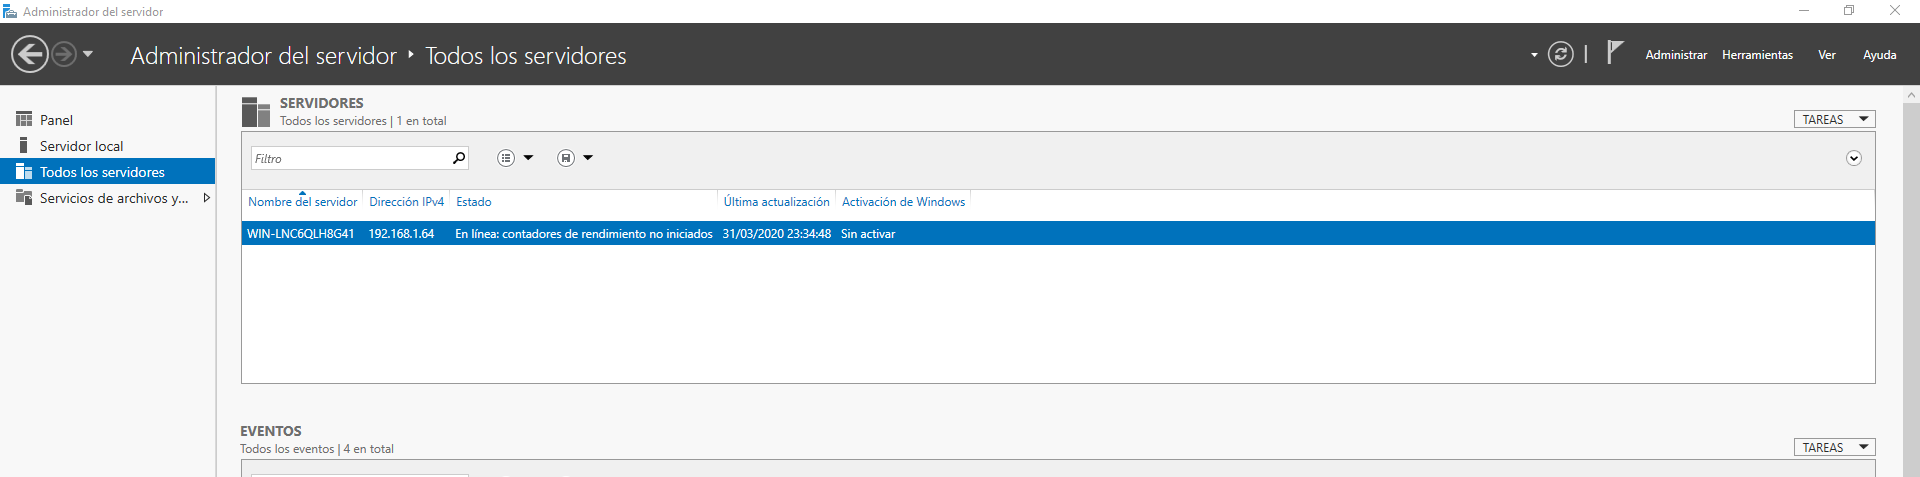 Administrador del servidor
Administrador del servidor ‣ Todos los servidores
Administrar Herramientas Ver Ayuda
Panel
Servidor local
Todos los servidores
Servicios de archivos y...
SERVIDORES
Todos los servidores | 1 en total
TAREAS
Filtro
Nombre del servidor Dirección IPv4 Estado Última actualización Activación de Windows
WIN-LNC6QLH8G41 192.168.1.64 En línea: contadores de rendimiento no iniciados 31/03/2020 23:34:48 Sin activar
EVENTOS
Todos los eventos | 4 en total
TAREAS